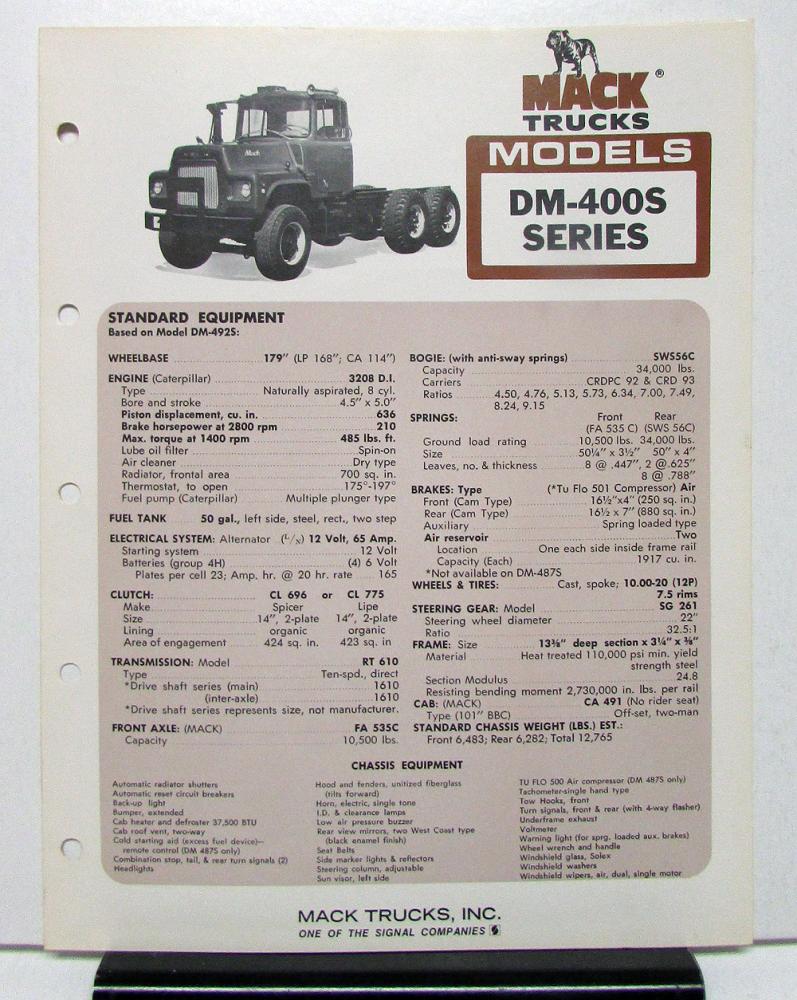 MACK ®
TRUCKS
MODELS
DM-400S
SERIES
Mack
STANDARD EQUIPMENT
Based on Model DM-492S:
WHEELBASE 179" (LP 168"; CA 114")
ENGINE (Caterpillar) 3208 D.I.
Type Naturally aspirated, 8 cyl.
Bore and stroke 4.5" x 5.0"
Piston displacement, cu. in. 636
Brake horsepower at 2800 rpm 210
Max. torque at 1400 rpm 485 lbs. ft.
Lube oil filter Spin-on
Air cleaner Dry type
Radiator, frontal area 700 sq. in.
Thermostat, to open 175°-197°
Fuel pump (Caterpillar) Multiple plunger type
FUEL TANK 50 gal., left side, steel, rect., two step
ELECTRICAL SYSTEM: Alternator (L/N) 12 Volt, 65 Amp.
Starting system 12 Volt
Batteries (group 4H) (4) 6 Volt
Plates per cell 23; Amp. hr. @ 20 hr. rate 165
CLUTCH: CL 696 or CL 775
Make Spicer Lipe
Size 14", 2-plate 14", 2-plate
Lining organic organic
Area of engagement 424 sq. in. 423 sq in
TRANSMISSION: Model RT 610
Type Ten-spd., direct
*Drive shaft series (main) 1610
(inter-axle) 1610
*Drive shaft series represents size, not manufacturer.
FRONT AXLE: (MACK) FA 535C
Capacity 10,500 lbs.
BOGIE: (with anti-sway springs) SWS56C
Capacity 34,000 lbs.
Carriers CRDPC 92 & CRD 93
Ratios 4.50, 4.76, 5.13, 5.73, 6.34, 7.00, 7.49,
8.24, 9.15
SPRINGS: Front Rear
(FA 535 C) (SWS 56C)
Ground load rating 10,500 lbs. 34,000 lbs.
Size 50¼" x 3½" 50" x 4"
Leaves, no. & thickness 8 @ .447", 2 @.625"
8 @ .788"
BRAKES: Type (*Tu Flo 501 Compressor) Air
Front (Cam Type) 16½"x4" (250 sq. in.)
Rear (Cam Type) 16½ x 7" (880 sq. in.)
Auxiliary Spring loaded type
Air reservoir Two
Location One each side inside frame rail
Capacity (Each) 1917 cu. in.
*Not available on DM-487S
WHEELS & TIRES: Cast, spoke; 10.00-20 (12P)
7.5 rims
STEERING GEAR: Model SG 261
Steering wheel diameter 22"
Ratio 32.5:1
FRAME: Size 13⅜" deep section x 3¼" x ⅜"
Material Heat treated 110,000 psi min. yield
strength steel
Section Modulus 24.8
Resisting bending moment 2,730,000 in. lbs. per rail
CAB: (MACK) CA 491 (No rider seat)
Type (101" BBC) Off-set, two-man
STANDARD CHASSIS WEIGHT (LBS.) EST.:
Front 6,483; Rear 6,282; Total 12,765
CHASSIS EQUIPMENT
Automatic radiator shutters
Automatic reset circuit breakers
Back-up light
Bumper, extended
Cab heater and defroster 37,500 BTU
Cab roof vent, two-way
Cold starting aid (excess fuel device)—
remote control (DM 487S only)
Combination stop, tail, & rear turn signals (2)
Headlights
Hood and fenders, unitized fiberglass
(tilts forward)
Horn, electric, single tone
I.D. & clearance lamps
Low air pressure buzzer
Rear view mirrors, two West Coast type
(black enamel finish)
Seat Belts
Side marker lights & reflectors
Steering column, adjustable
Sun visor, left side
TU FLO 500 Air compressor (DM 487S only)
Tachometer-single hand type
Tow Hooks, front
Turn signals, front & rear (with 4-way flasher)
Underframe exhaust
Voltmeter
Warning light (for sprg. loaded aux. brakes)
Wheel wrench and handle
Windshield glass, Solex
Windshield washers
Windshield wipers, air, dual, single motor
MACK TRUCKS, INC.
ONE OF THE SIGNAL COMPANIES